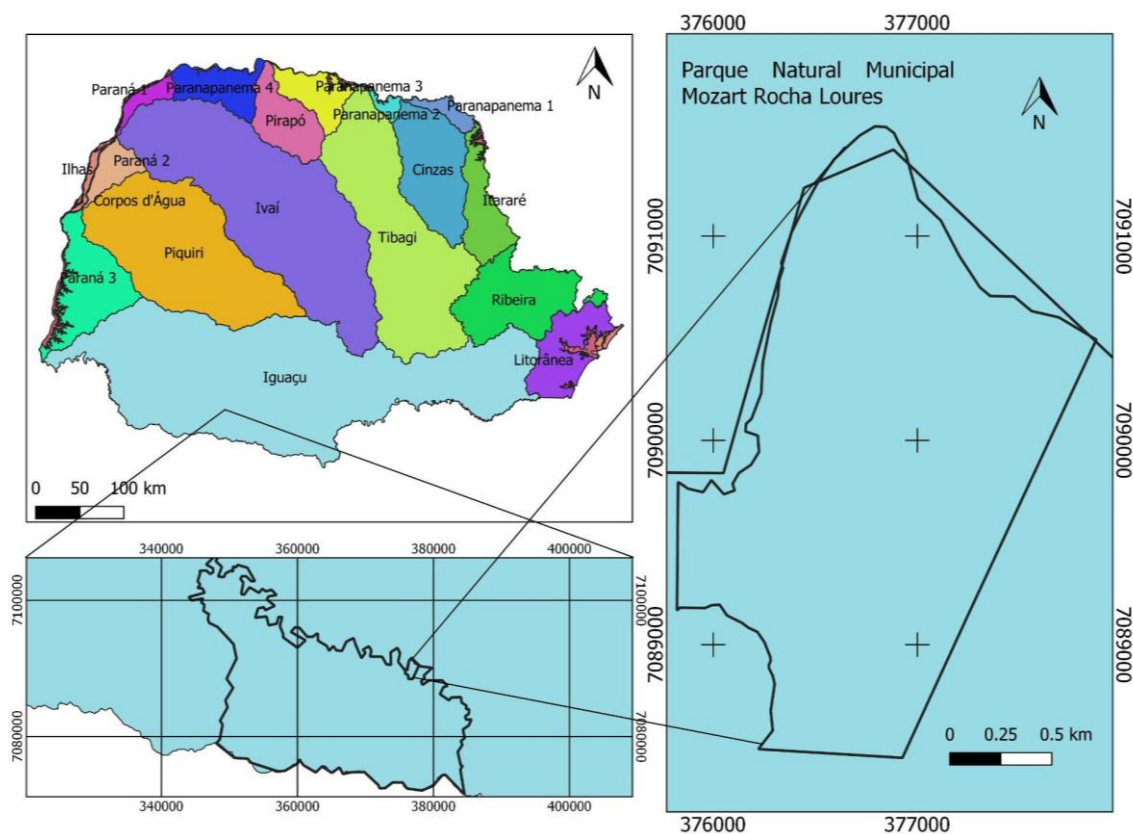 Paraná 1
Paranapanema 4
Paranapanema 3
Paranapanema 1
Pirapó
Paranapanema 2
Ilhas
Paraná 2
Cinzas
Corpos d'Água
Ivaí
Itararé
Tibagi
Piquiri
Paraná 3
Ribeira
Litorânea
Iguaçu
N
0 50 100 km
340000 360000 380000 400000
7100000 7100000
7080000 7080000
340000 360000 380000 400000
376000 377000
Parque Natural Municipal
Mozart Rocha Loures
N
7091000 7091000
7090000 7090000
7089000 7089000
0 0.25 0.5 km
376000 377000